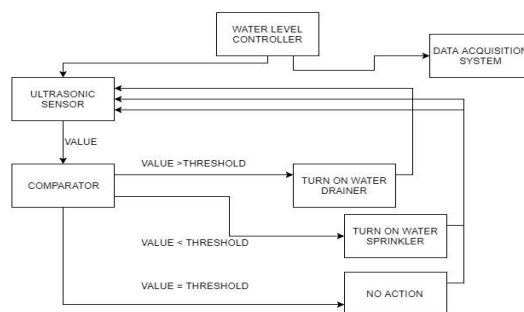 WATER LEVEL
CONTROLLER
DATA ACQUISITION
SYSTEM
ULTRASONIC
SENSOR
VALUE
VALUE >THRESHOLD
COMPARATOR
TURN ON WATER
DRAINER
VALUE < THRESHOLD
TURN ON WATER
SPRINKLER
VALUE = THRESHOLD
NO ACTION